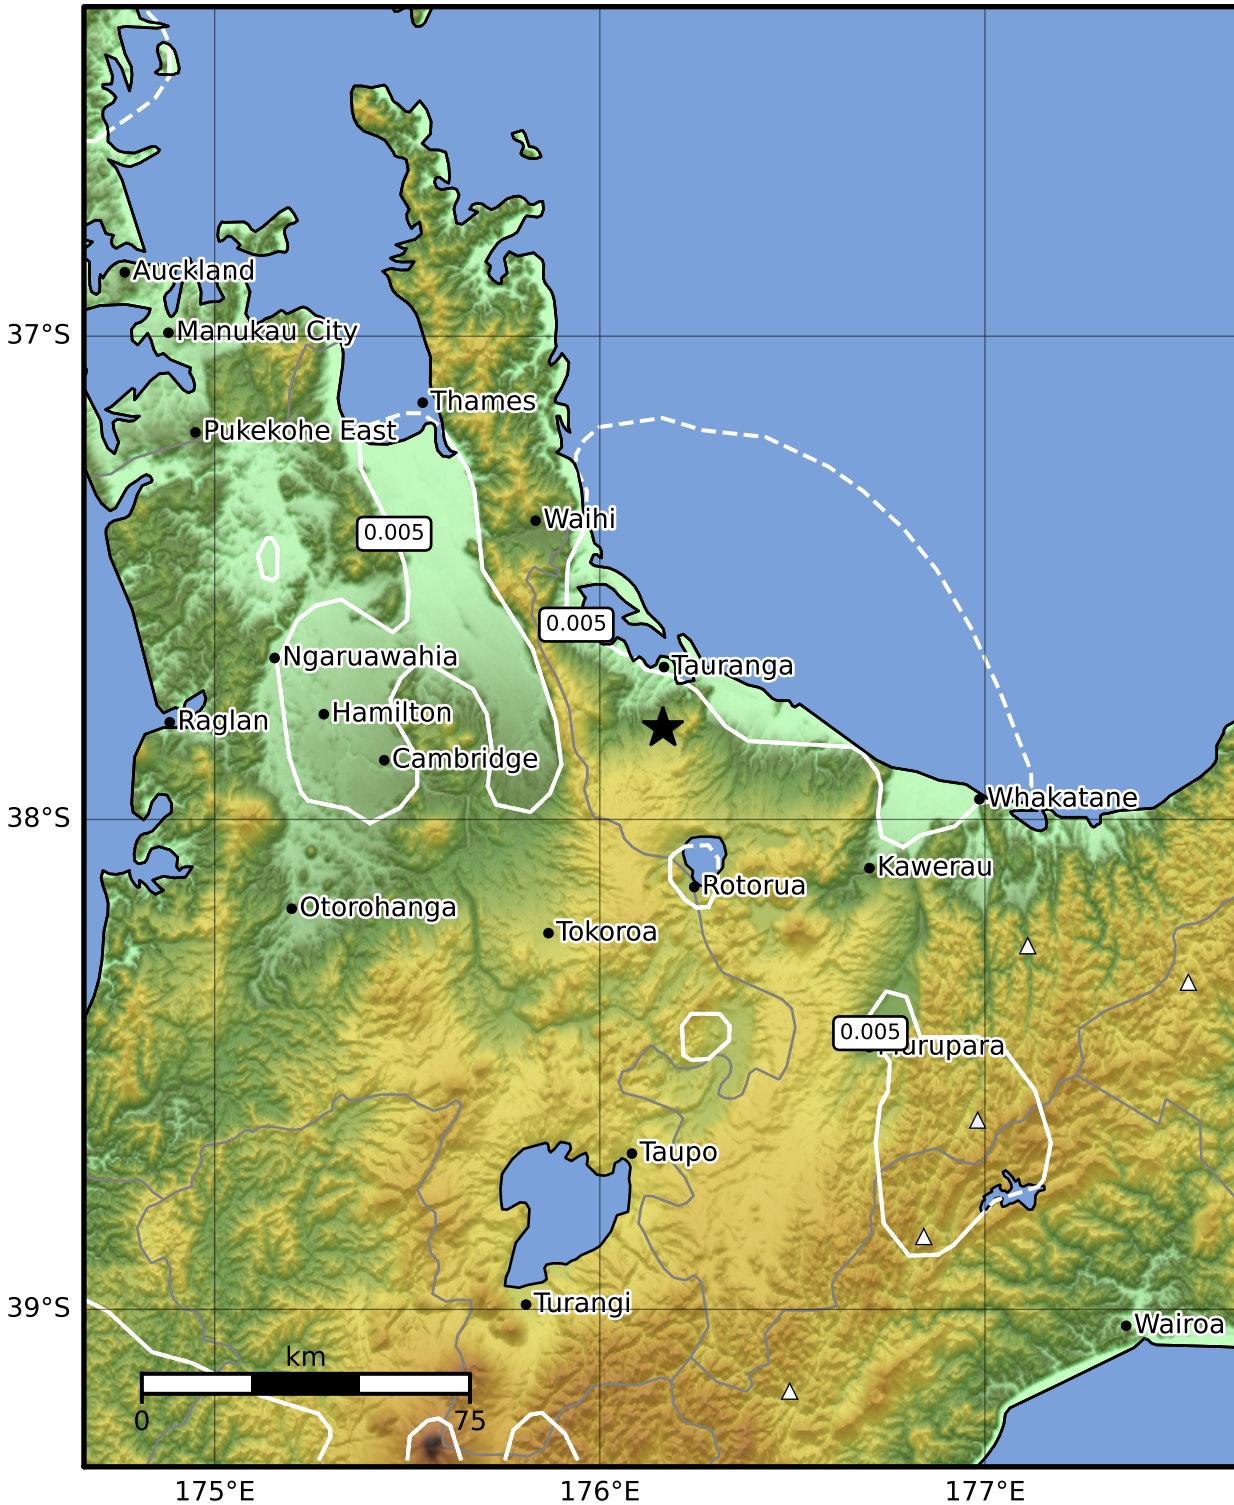 Auckland
Manukau City
37°S
Thames
Pukekohe East
Waihi
0.005
0.005
Ngaruawahia
Tauranga
Hamilton
Raglan
Cambridge
Whakatane
38°S
Kawerau
Rotorua
Otorohanga
Tokoroa
0.005
Murupara
Taupo
39°S
Turangi
Wairoa
km
0 75
175°E 176°E 177°E